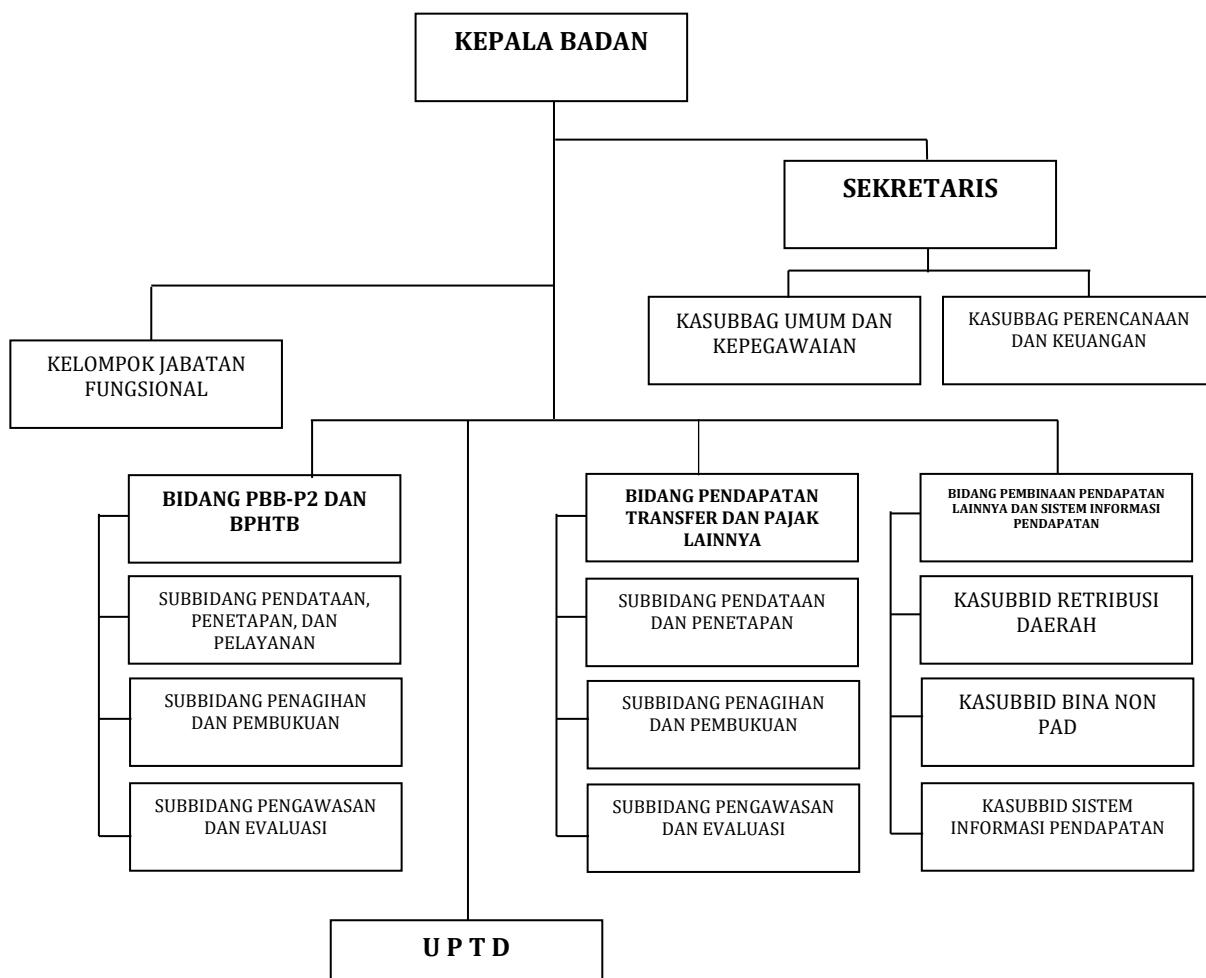 KEPALA BADAN
SEKRETARIS
KASUBBAG UMUM DAN
KEPEGAWAIAN
KASUBBAG PERENCANAAN
DAN KEUANGAN
KELOMPOK JABATAN
FUNGSIONAL
BIDANG PBB-P2 DAN
BPHTB
SUBBIDANG PENDATAAN,
PENETAPAN, DAN
PELAYANAN
SUBBIDANG PENAGIHAN
DAN PEMBUKUAN
SUBBIDANG PENGAWASAN
DAN EVALUASI
BIDANG PENDAPATAN
TRANSFER DAN PAJAK
LAINNYA
SUBBIDANG PENDATAAN
DAN PENETAPAN
SUBBIDANG PENAGIHAN
DAN PEMBUKUAN
SUBBIDANG PENGAWASAN
DAN EVALUASI
BIDANG PEMBINAAN PENDAPATAN
LAINNYA DAN SISTEM INFORMASI
PENDAPATAN
KASUBBID RETRIBUSI
DAERAH
KASUBBID BINA NON
PAD
KASUBBID SISTEM
INFORMASI PENDAPATAN
U P T D